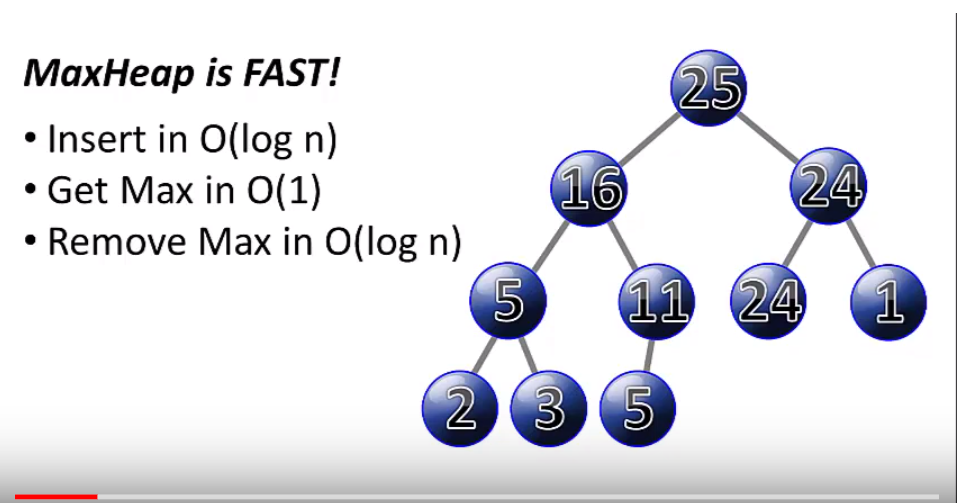 MaxHeap is FAST!
• Insert in O(log n)
• Get Max in O(1)
• Remove Max in O(log n)
25
16 24
5 11 24 1
2 3 5